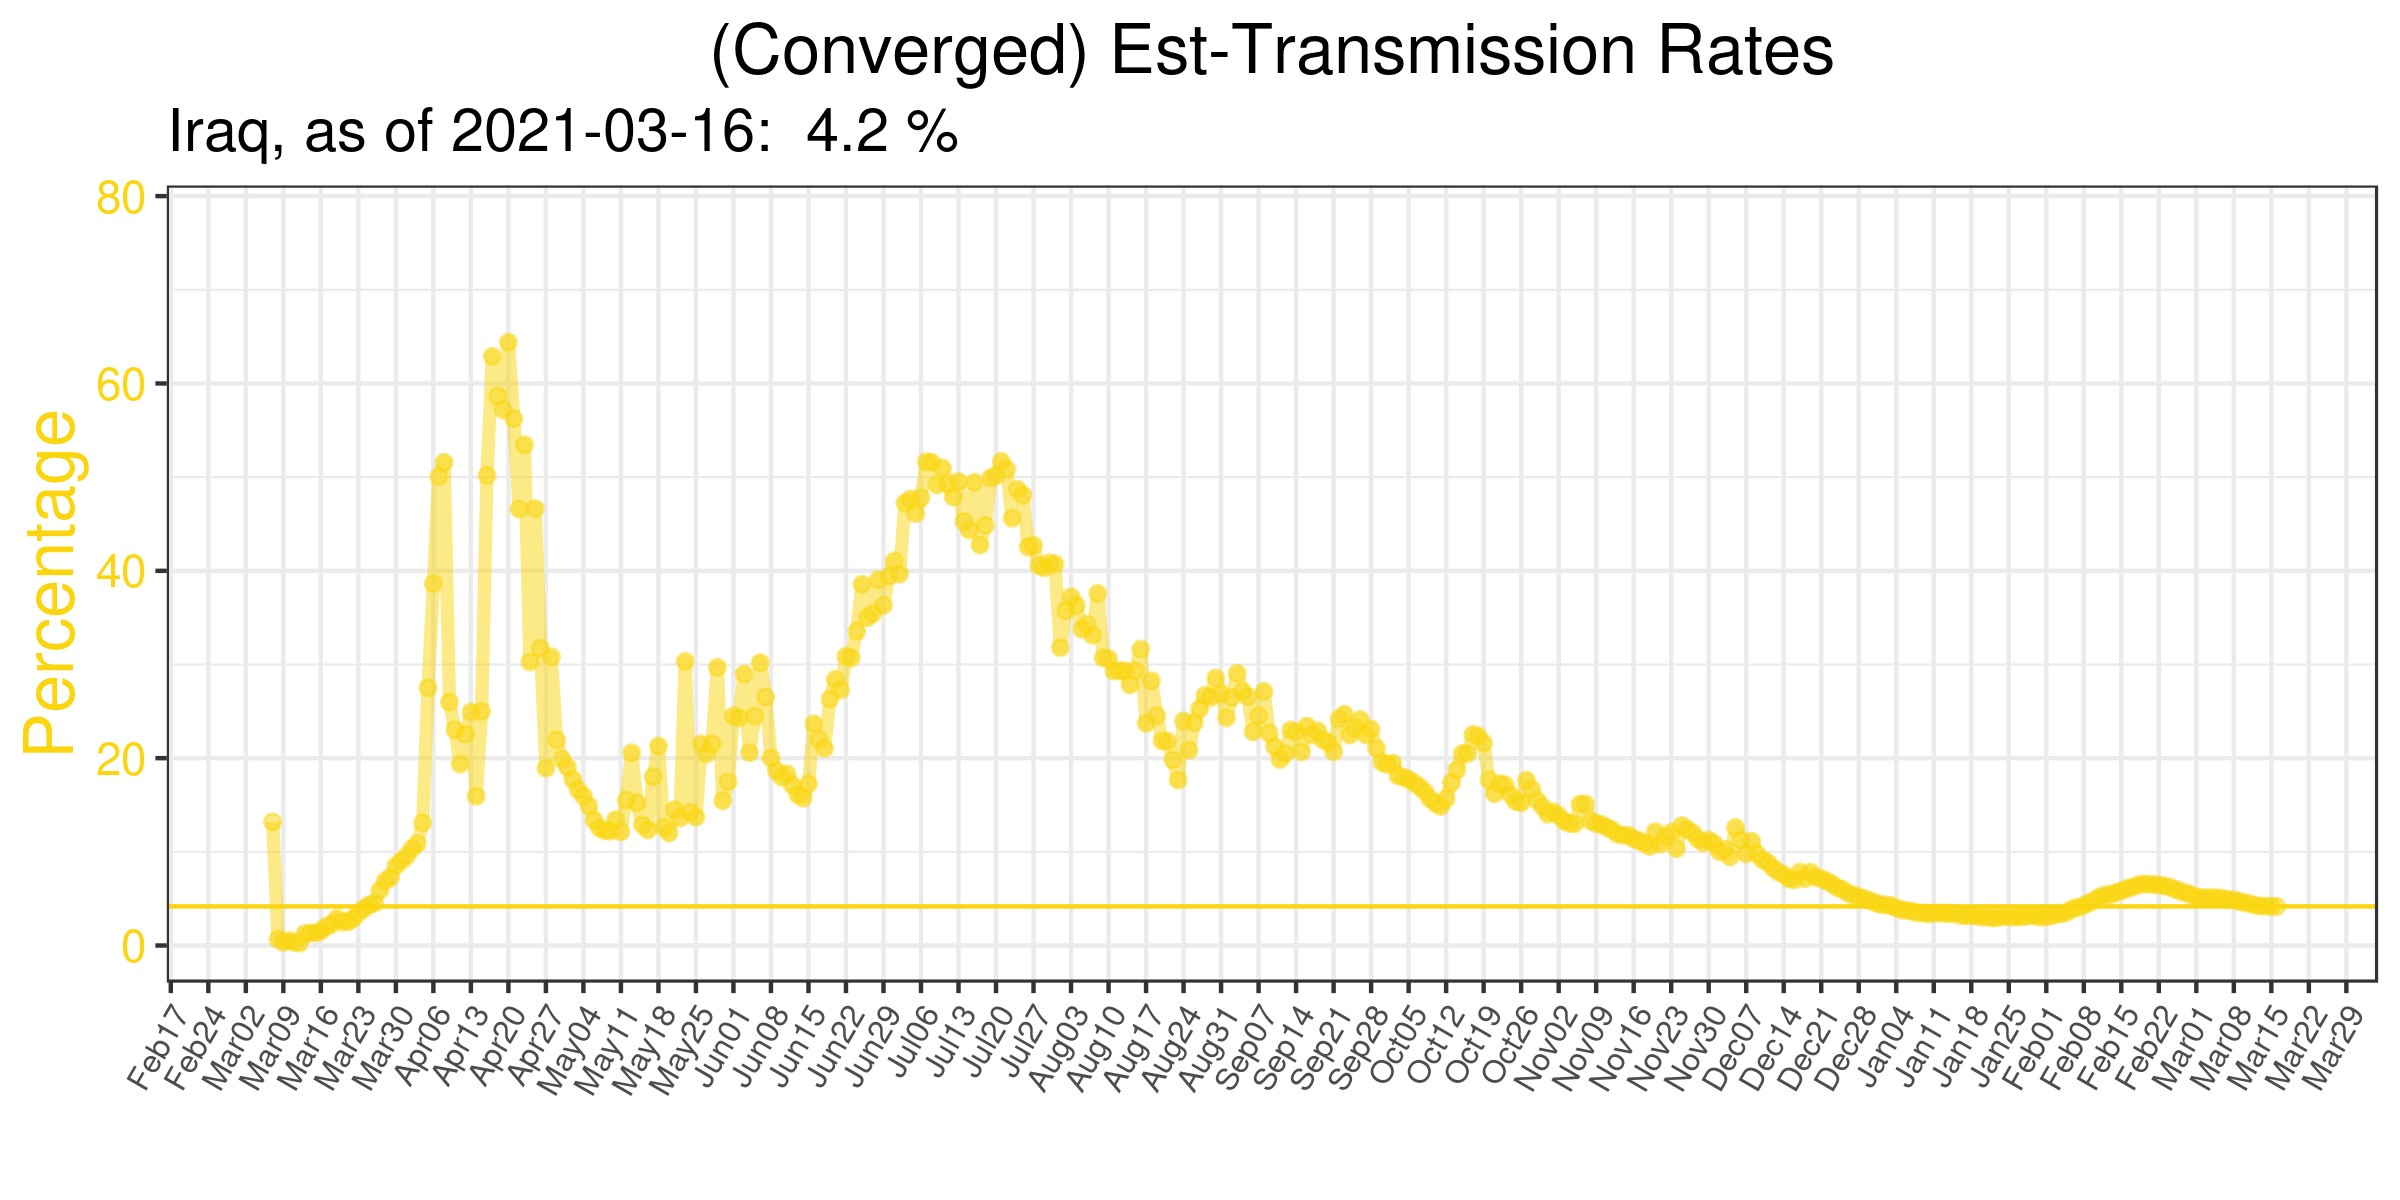 (Converged) Est-Transmission Rates
Iraq, as of 2021-03-16:  4.2 %
Percentage
80
60
40
20
0
Feb17
Feb24
Mar02
Mar09
Mar16
Mar23
Mar30
Apr06
Apr13
Apr20
Apr27
May04
May11
May18
May25
Jun01
Jun08
Jun15
Jun22
Jun29
Jul06
Jul13
Jul20
Jul27
Aug03
Aug10
Aug17
Aug24
Aug31
Sep07
Sep14
Sep21
Sep28
Oct05
Oct12
Oct19
Oct26
Nov02
Nov09
Nov16
Nov23
Nov30
Dec07
Dec14
Dec21
Dec28
Jan04
Jan11
Jan18
Jan25
Feb01
Feb08
Feb15
Feb22
Mar01
Mar08
Mar15
Mar22
Mar29